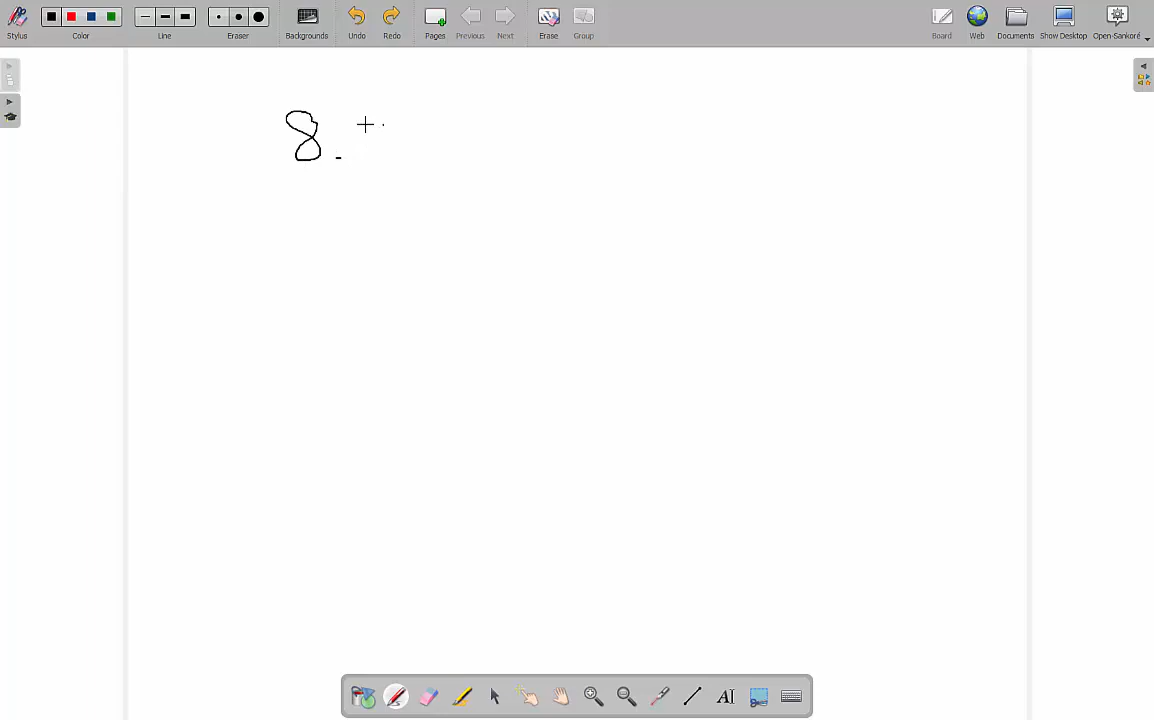 Stylus Color Line Eraser Backgrounds Undo Redo Pages Previous Next Erase Group Board Web Documents Show Desktop Open-Sankoré
8.
AI